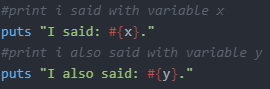 #print i said with variable x
puts "I said: #{x}."
#print i also said with variable y
puts "I also said: #{y}."